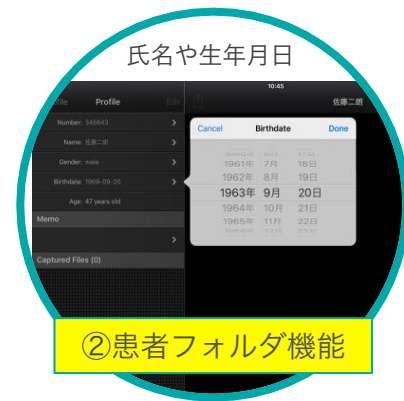 氏名や生年月日
10:45
file Profile Edit
佐藤二朗
Number: 345643
Name: 佐藤二朗
Gender: male
Birthdate: 1969-09-20
Age: 47 years old
Memo
Captured Files (0)
Cancel Birthdate Done
1961年 7月 18日
1962年 8月 19日
1963年 9月 20日
1964年 10月 21日
1965年 11月 22日
②患者フォルダ機能